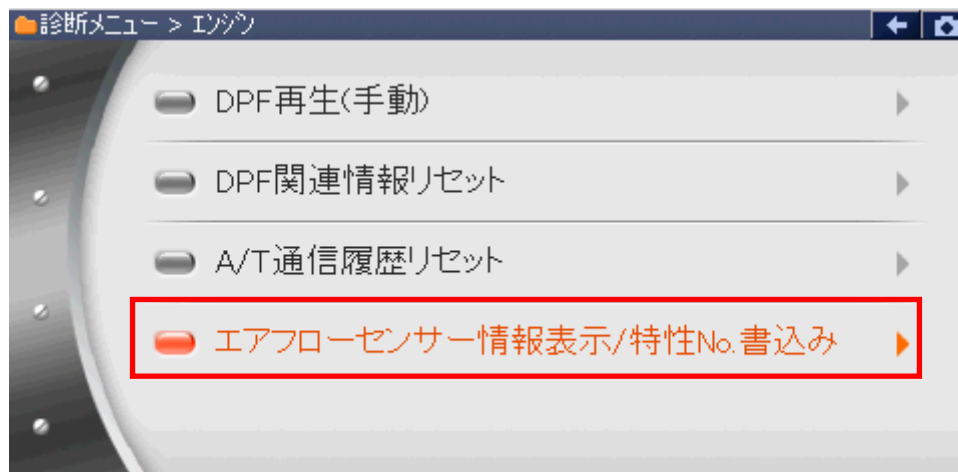 診断メニュー > エンジン
DPF再生(手動)
DPF関連情報リセット
A/T通信履歴リセット
エアフローセンサー情報表示/特性No.書込み